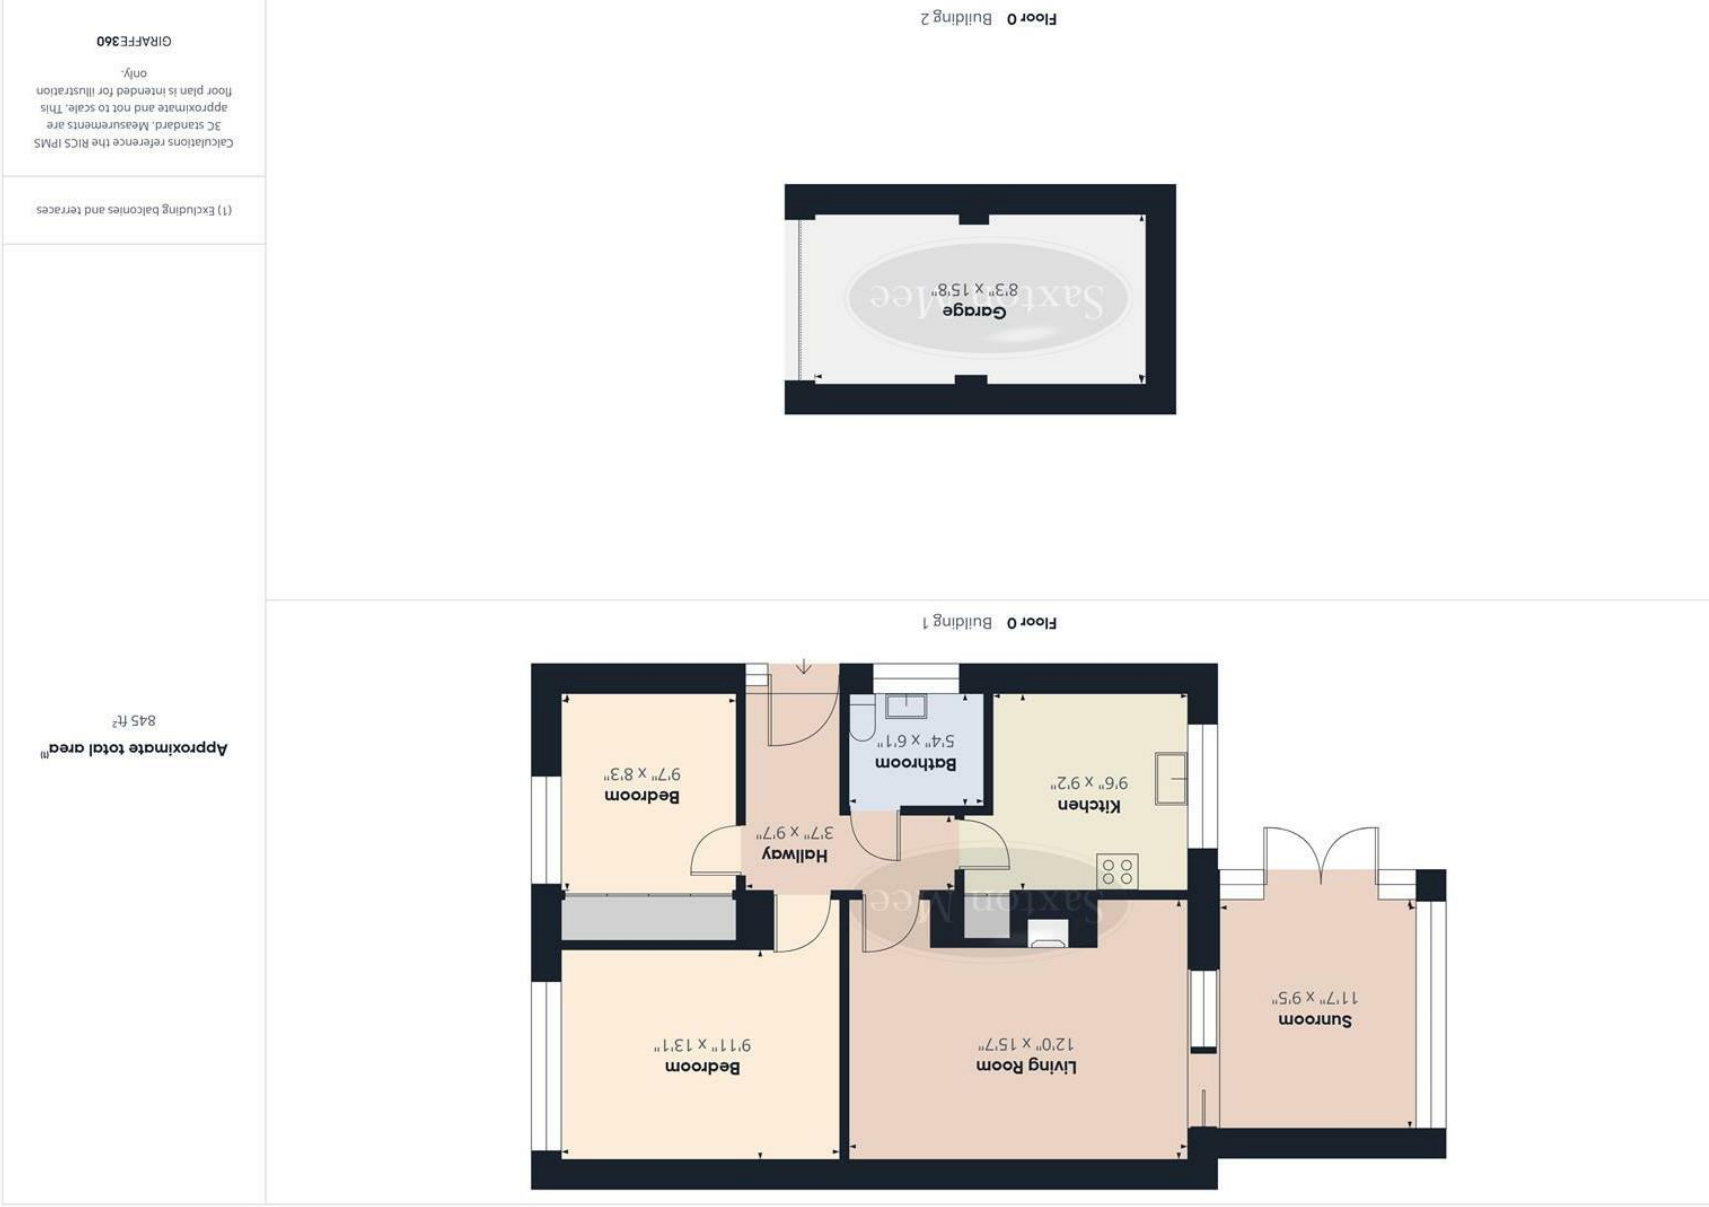 Living Room
12'0" x 15'7"
Bedroom
9'11" x 13'1"
Sunroom
11'7" x 9'5"
Saxton Mee
Hallway
3'7" x 9'7"
Kitchen
9'6" x 9'2"
Bedroom
9'7" x 8'3"
Bathroom
5'4" x 6'1"
Floor 0 Building 1
Garage
8'3" x 15'8"
Saxton Mee
Floor 0 Building 2
Approximate total area(1)
845 ft²
(1) Excluding balconies and terraces
Calculations reference the RICS IPMS
3C standard. Measurements are
approximate and not to scale. This
floor plan is intended for illustration
only.
GIRAFFE360